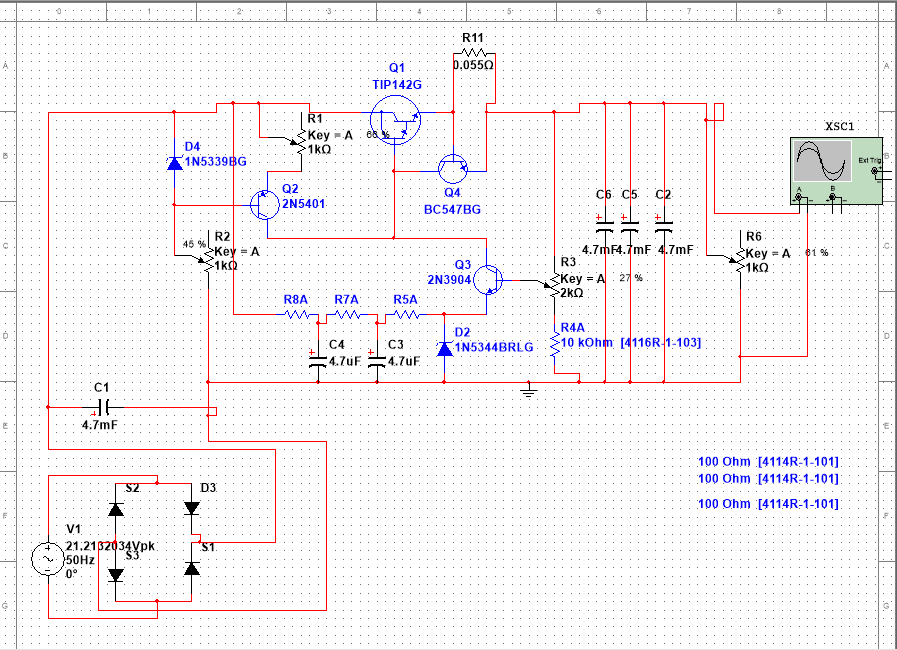 0 1 2 3 4 5 6 7 8
A
B
C
D
E
F
G
A
B
C
D
E
F
G
R11
0.055Ω
Q1
TIP142G
R1
Key = A
1kΩ
68 %
D4
1N5339BG
Q2
2N5401
Q4
BC547BG
XSC1
Ext Trig
A
B
C6 C5 C2
4.7mF 4.7mF 4.7mF
45 %
R2
Key = A
1kΩ
Q3
2N3904
R3
Key = A
2kΩ
27 %
R6
Key = A
1kΩ
61 %
R8A R7A R5A
C4
4.7uF
C3
4.7uF
D2
1N5344BRLG
R4A
10 kOhm [4116R-1-103]
C1
4.7mF
100 Ohm [4114R-1-101]
100 Ohm [4114R-1-101]
100 Ohm [4114R-1-101]
S2
D3
V1
21.2132034Vpk
50Hz
0°
S3
S1